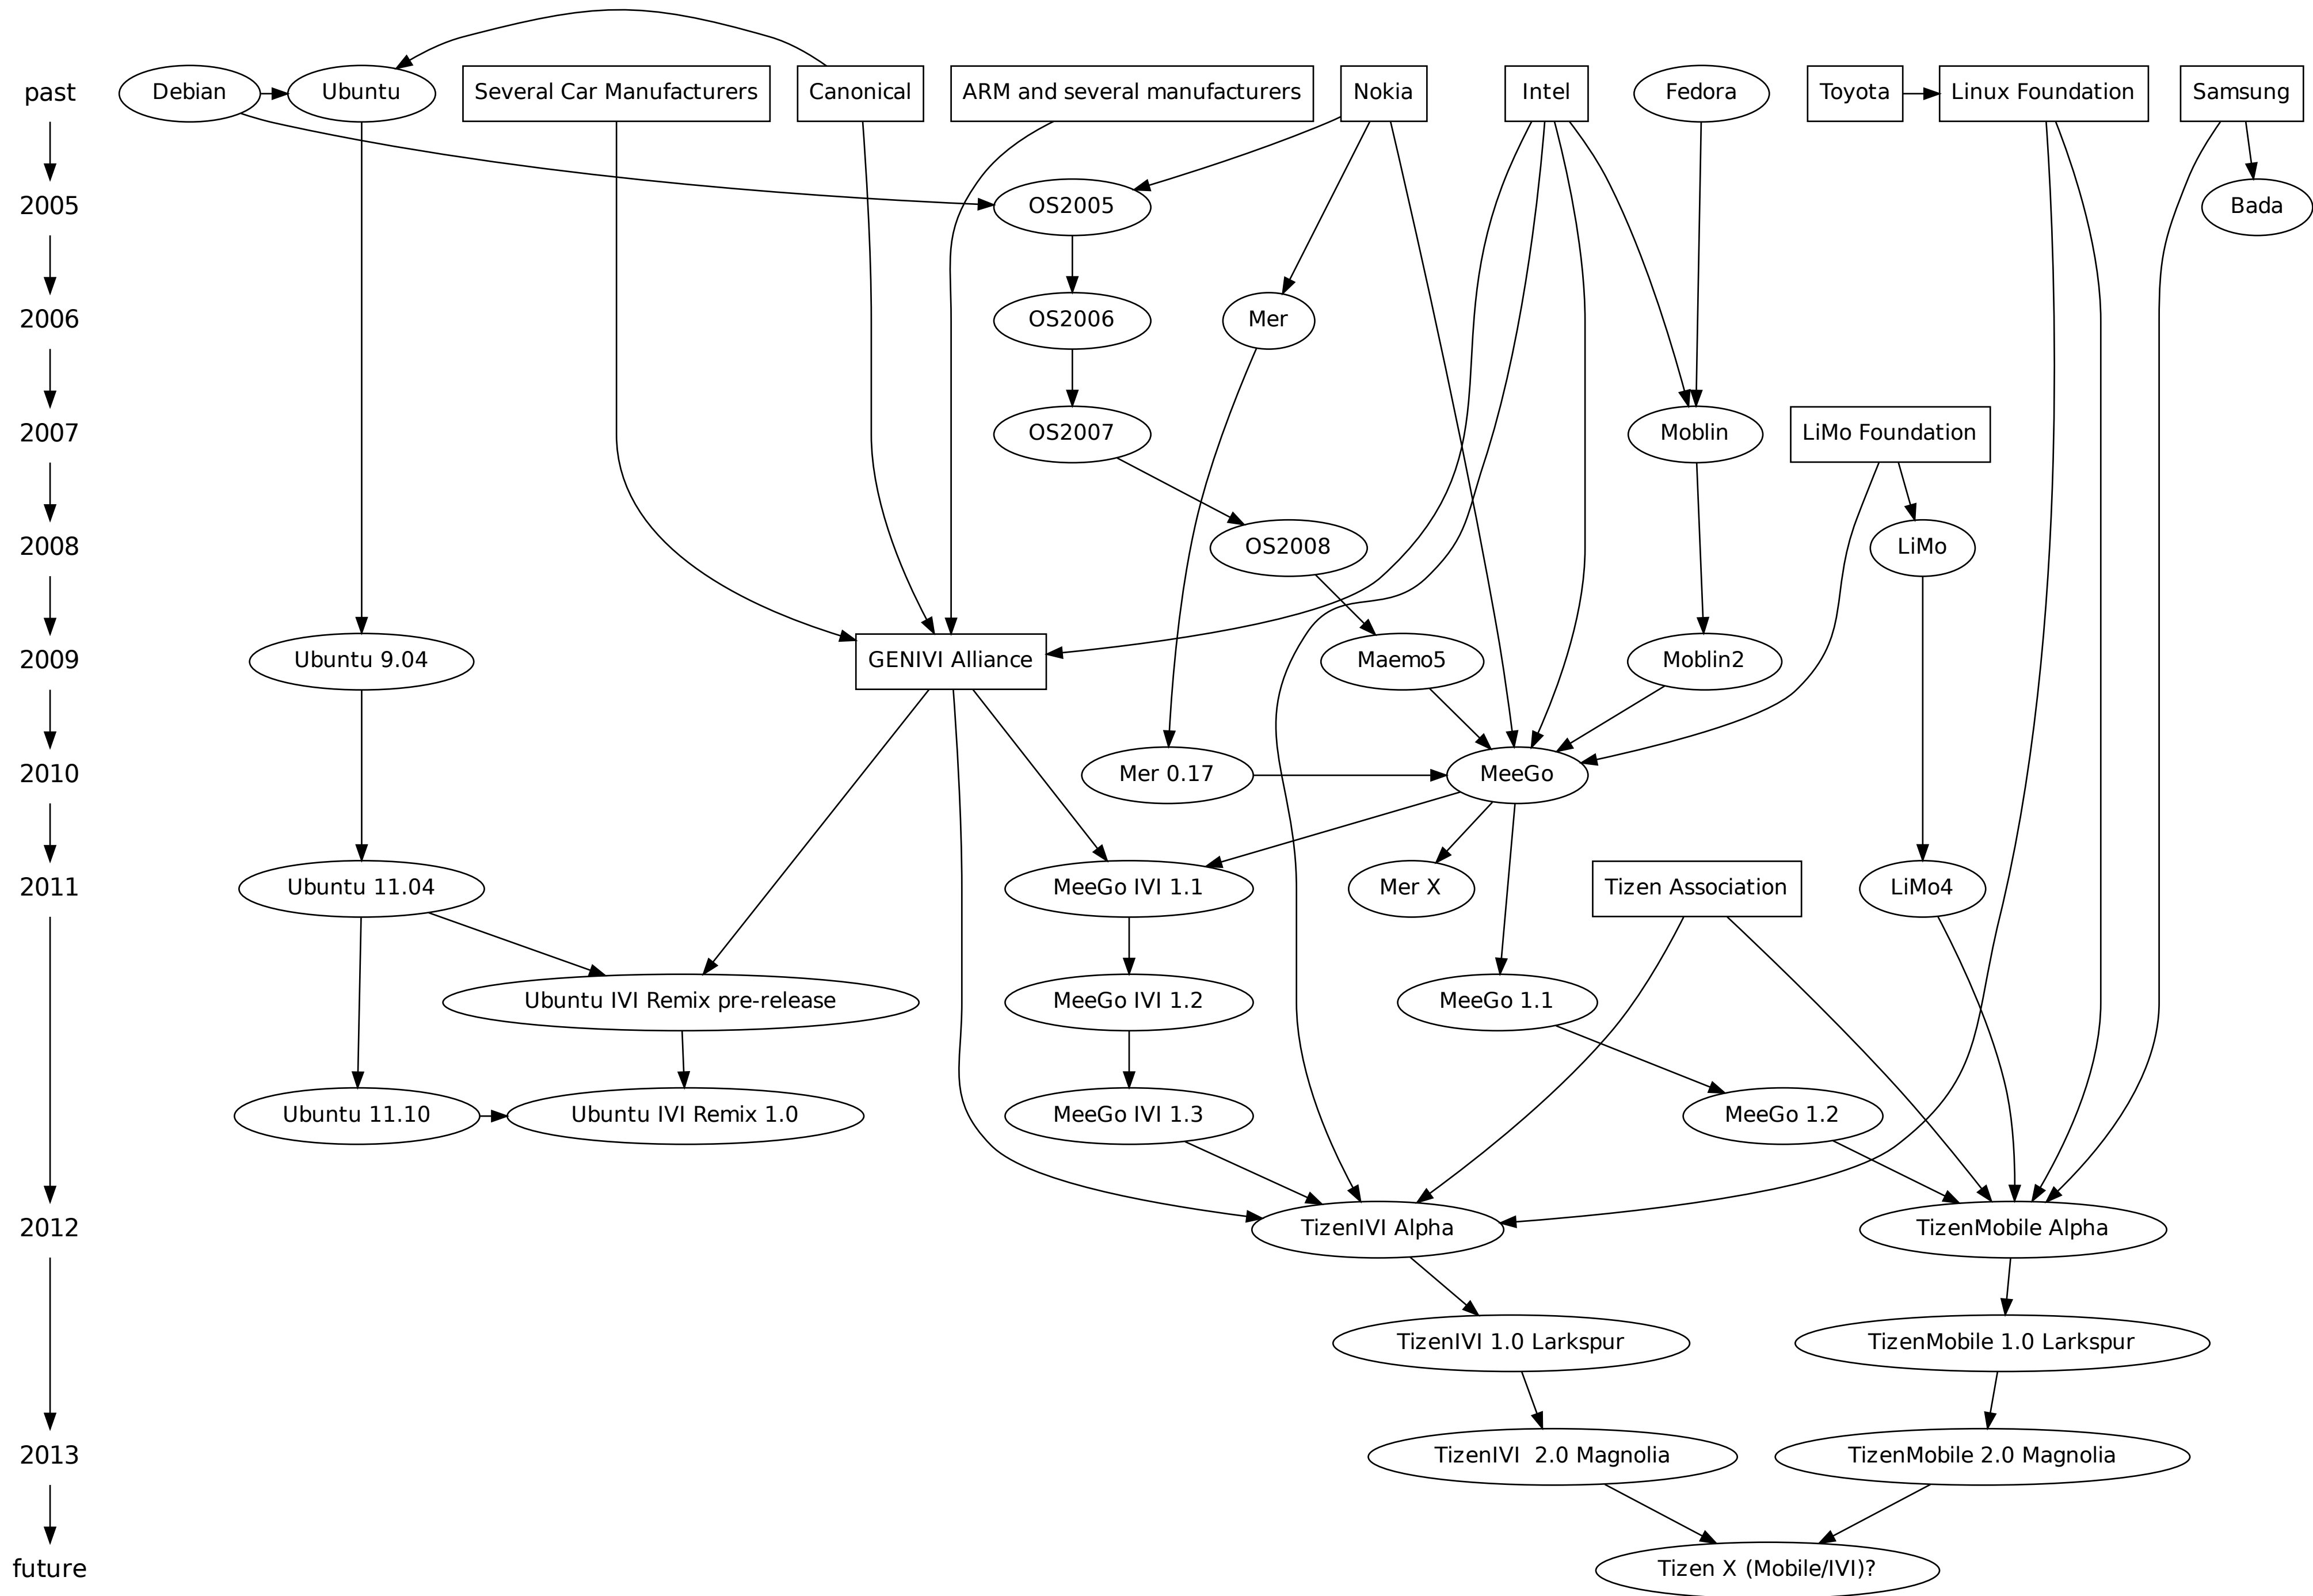 past
Debian
Ubuntu
Several Car Manufacturers
Canonical
ARM and several manufacturers
Nokia
Intel
Fedora
Toyota
Linux Foundation
Samsung
2005
OS2005
Bada
2006
OS2006
Mer
2007
OS2007
Moblin
LiMo Foundation
2008
OS2008
LiMo
2009
Ubuntu 9.04
GENIVI Alliance
Maemo5
Moblin2
2010
Mer 0.17
MeeGo
2011
Ubuntu 11.04
MeeGo IVI 1.1
Mer X
Tizen Association
LiMo4
Ubuntu IVI Remix pre-release
MeeGo IVI 1.2
MeeGo 1.1
Ubuntu 11.10
Ubuntu IVI Remix 1.0
MeeGo IVI 1.3
MeeGo 1.2
2012
TizenIVI Alpha
TizenMobile Alpha
TizenIVI 1.0 Larkspur
TizenMobile 1.0 Larkspur
2013
TizenIVI  2.0 Magnolia
TizenMobile 2.0 Magnolia
future
Tizen X (Mobile/IVI)?